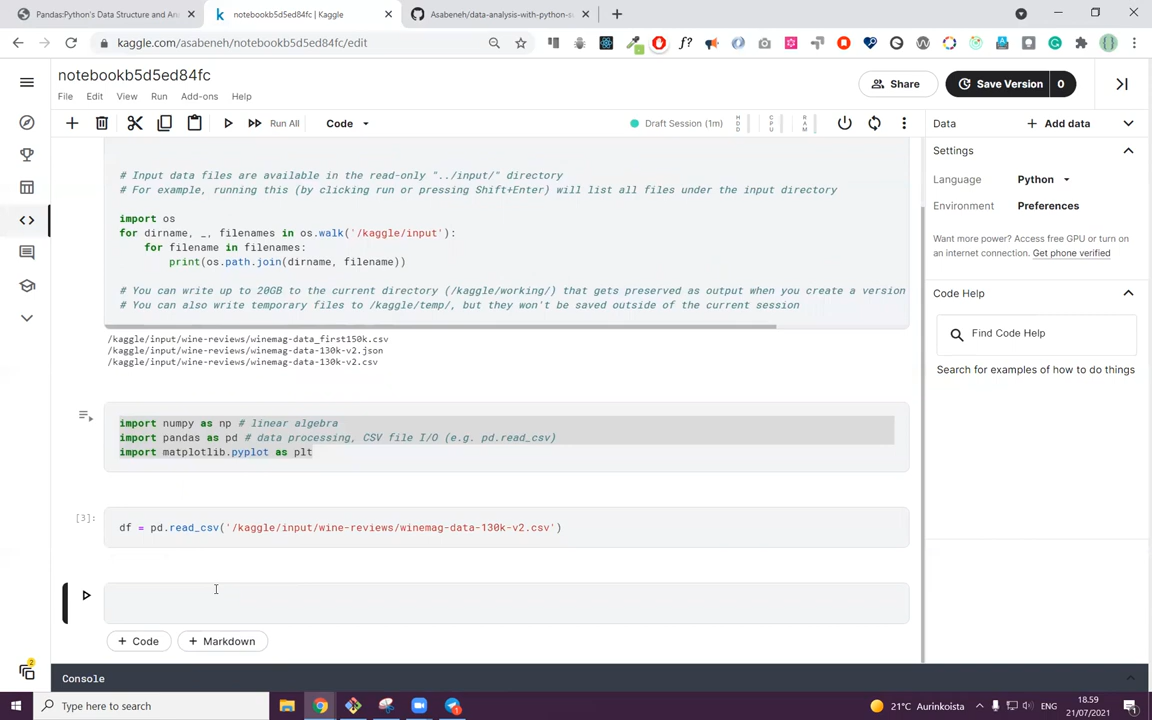 Pandas:Python's Data Structure and An
notebookb5d5ed84fc | Kaggle
Asabeneh/data-analysis-with-python-s
kaggle.com/asabeneh/notebookb5d5ed84fc/edit
notebookb5d5ed84fc
File Edit View Run Add-ons Help
Share
Save Version 0
Run All
Code
Draft Session (1m)
HDD
CPU
RAM
Data
+ Add data
Settings
Language Python
Environment Preferences
Want more power? Access free GPU or turn on
an internet connection. Get phone verified
Code Help
Find Code Help
Search for examples of how to do things
# Input data files are available in the read-only "../input/" directory
# For example, running this (by clicking run or pressing Shift+Enter) will list all files under the input directory
import os
for dirname, _, filenames in os.walk('/kaggle/input'):
for filename in filenames:
print(os.path.join(dirname, filename))
# You can write up to 20GB to the current directory (/kaggle/working/) that gets preserved as output when you create a version
# You can also write temporary files to /kaggle/temp/, but they won't be saved outside of the current session
/kaggle/input/wine-reviews/winemag-data_first150k.csv
/kaggle/input/wine-reviews/winemag-data-130k-v2.json
/kaggle/input/wine-reviews/winemag-data-130k-v2.csv
import numpy as np # linear algebra
import pandas as pd # data processing, CSV file I/O (e.g. pd.read_csv)
import matplotlib.pyplot as plt
[3]:
df = pd.read_csv('/kaggle/input/wine-reviews/winemag-data-130k-v2.csv')
+ Code
+ Markdown
Console
2
Type here to search
21°C Aurinkoista
ENG
18.59
21/07/2021
1